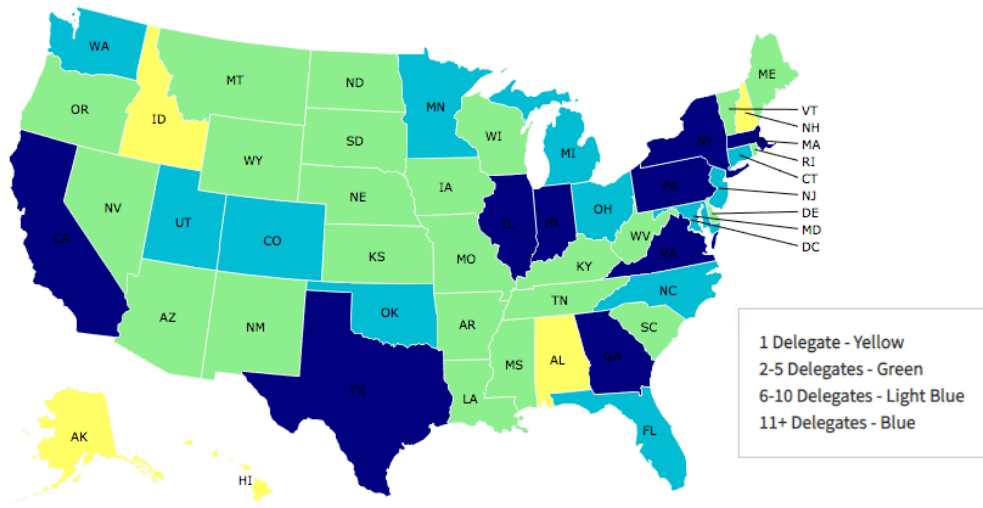 WA
MT
ND
MN
ME
OR
ID
SD
WI
MI
NY
VT
NH
MA
RI
CT
NJ
DE
MD
DC
WY
NE
IA
PA
NV
UT
CO
IL
IN
OH
WV
VA
CA
KS
MO
KY
NC
AZ
NM
OK
AR
TN
SC
TX
LA
MS
AL
GA
FL
AK
HI
1 Delegate - Yellow
2-5 Delegates - Green
6-10 Delegates - Light Blue
11+ Delegates - Blue